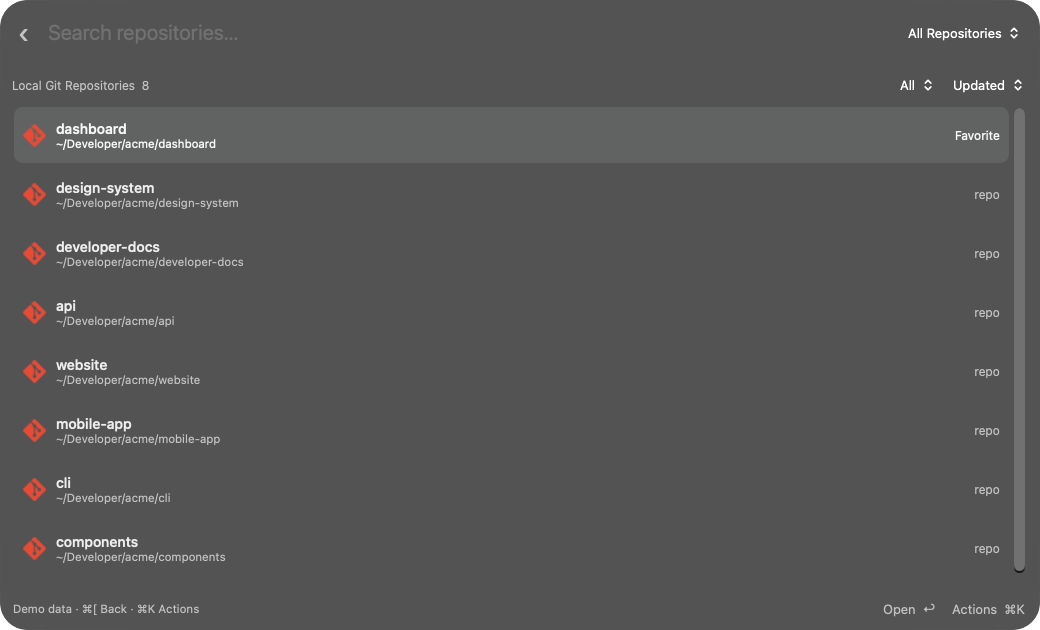 Search repositories...
All Repositories
Local Git Repositories 8
All
Updated
dashboard
~/Developer/acme/dashboard
Favorite
design-system
~/Developer/acme/design-system
repo
developer-docs
~/Developer/acme/developer-docs
repo
api
~/Developer/acme/api
repo
website
~/Developer/acme/website
repo
mobile-app
~/Developer/acme/mobile-app
repo
cli
~/Developer/acme/cli
repo
components
~/Developer/acme/components
repo
Demo data · ⌘[ Back · ⌘K Actions
Open ↩
Actions ⌘K